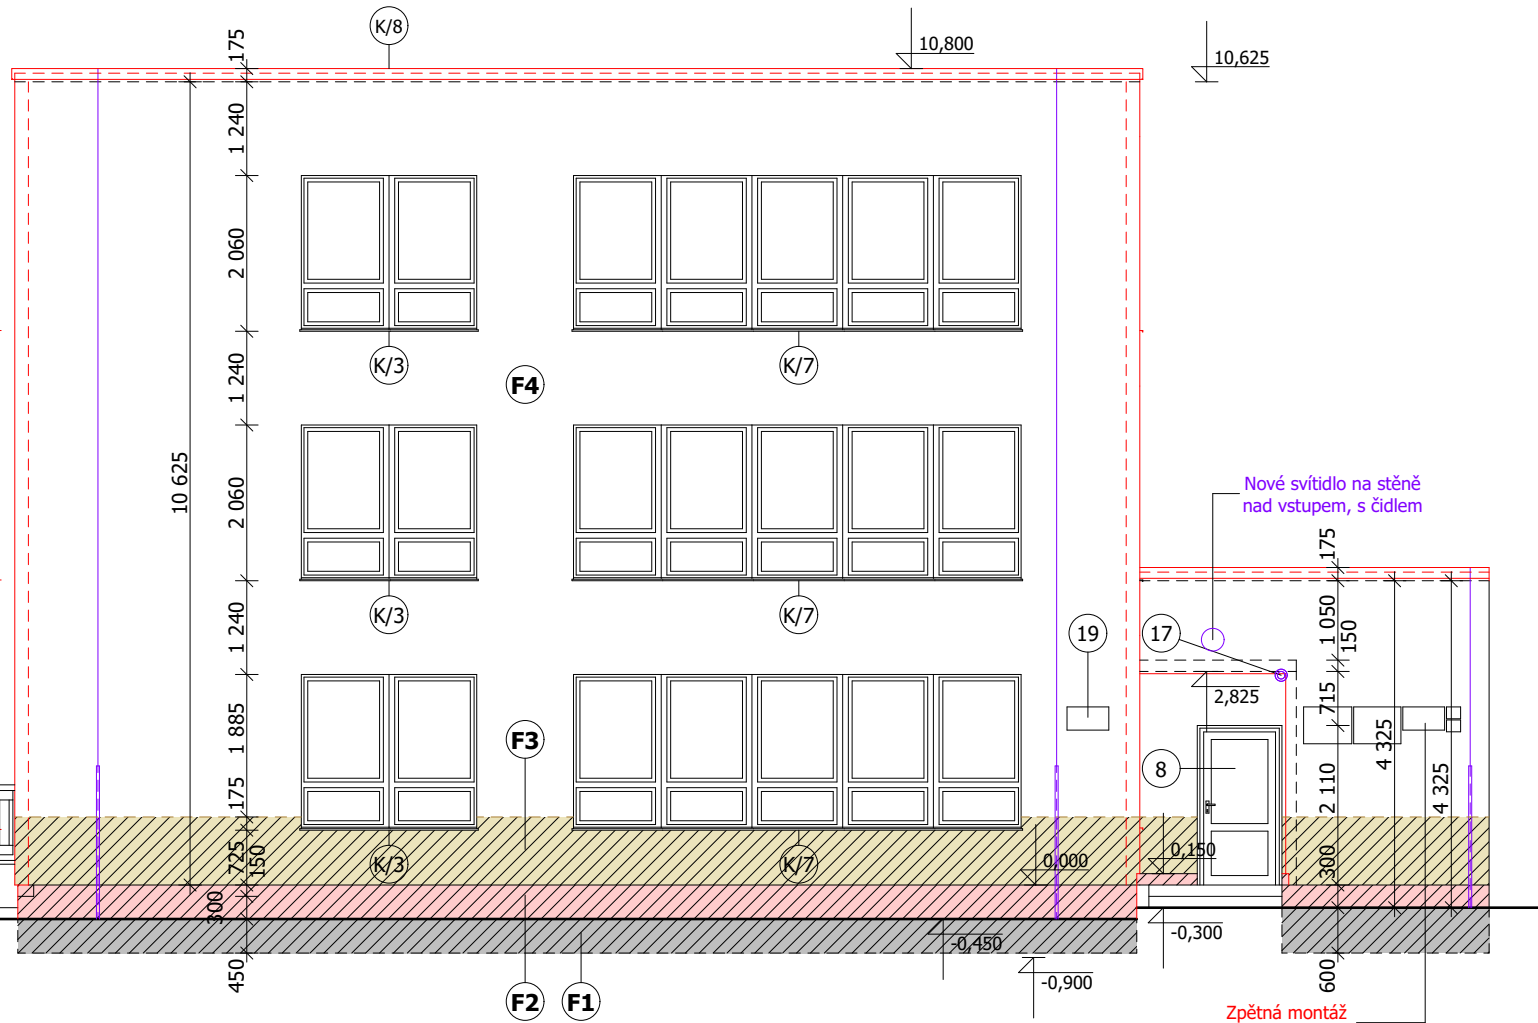 K/8
10,800
10,625
175
1 240
2 060
K/3
K/7
F4
1 240
10 625
2 060
Nové svítidlo na stěně
nad vstupem, s čidlem
175
K/3
K/7
1 240
19
17
1 050
150
2,825
715
F3
1 885
8
4 325
4 325
2 110
175
725
150
K/3
K/7
0,000
0,150
300
300
-0,450
-0,300
-0,900
450
600
F2
F1
Zpětná montáž